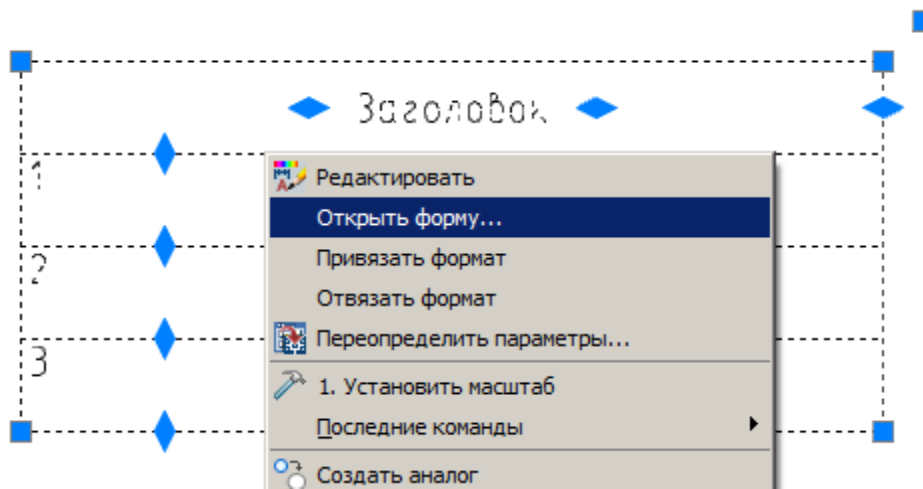 Заголовок
1
Редактировать
Открыть форму...
2
Привязать формат
Отвязать формат
Переопределить параметры...
3
1. Установить масштаб
Последние команды
Создать аналог